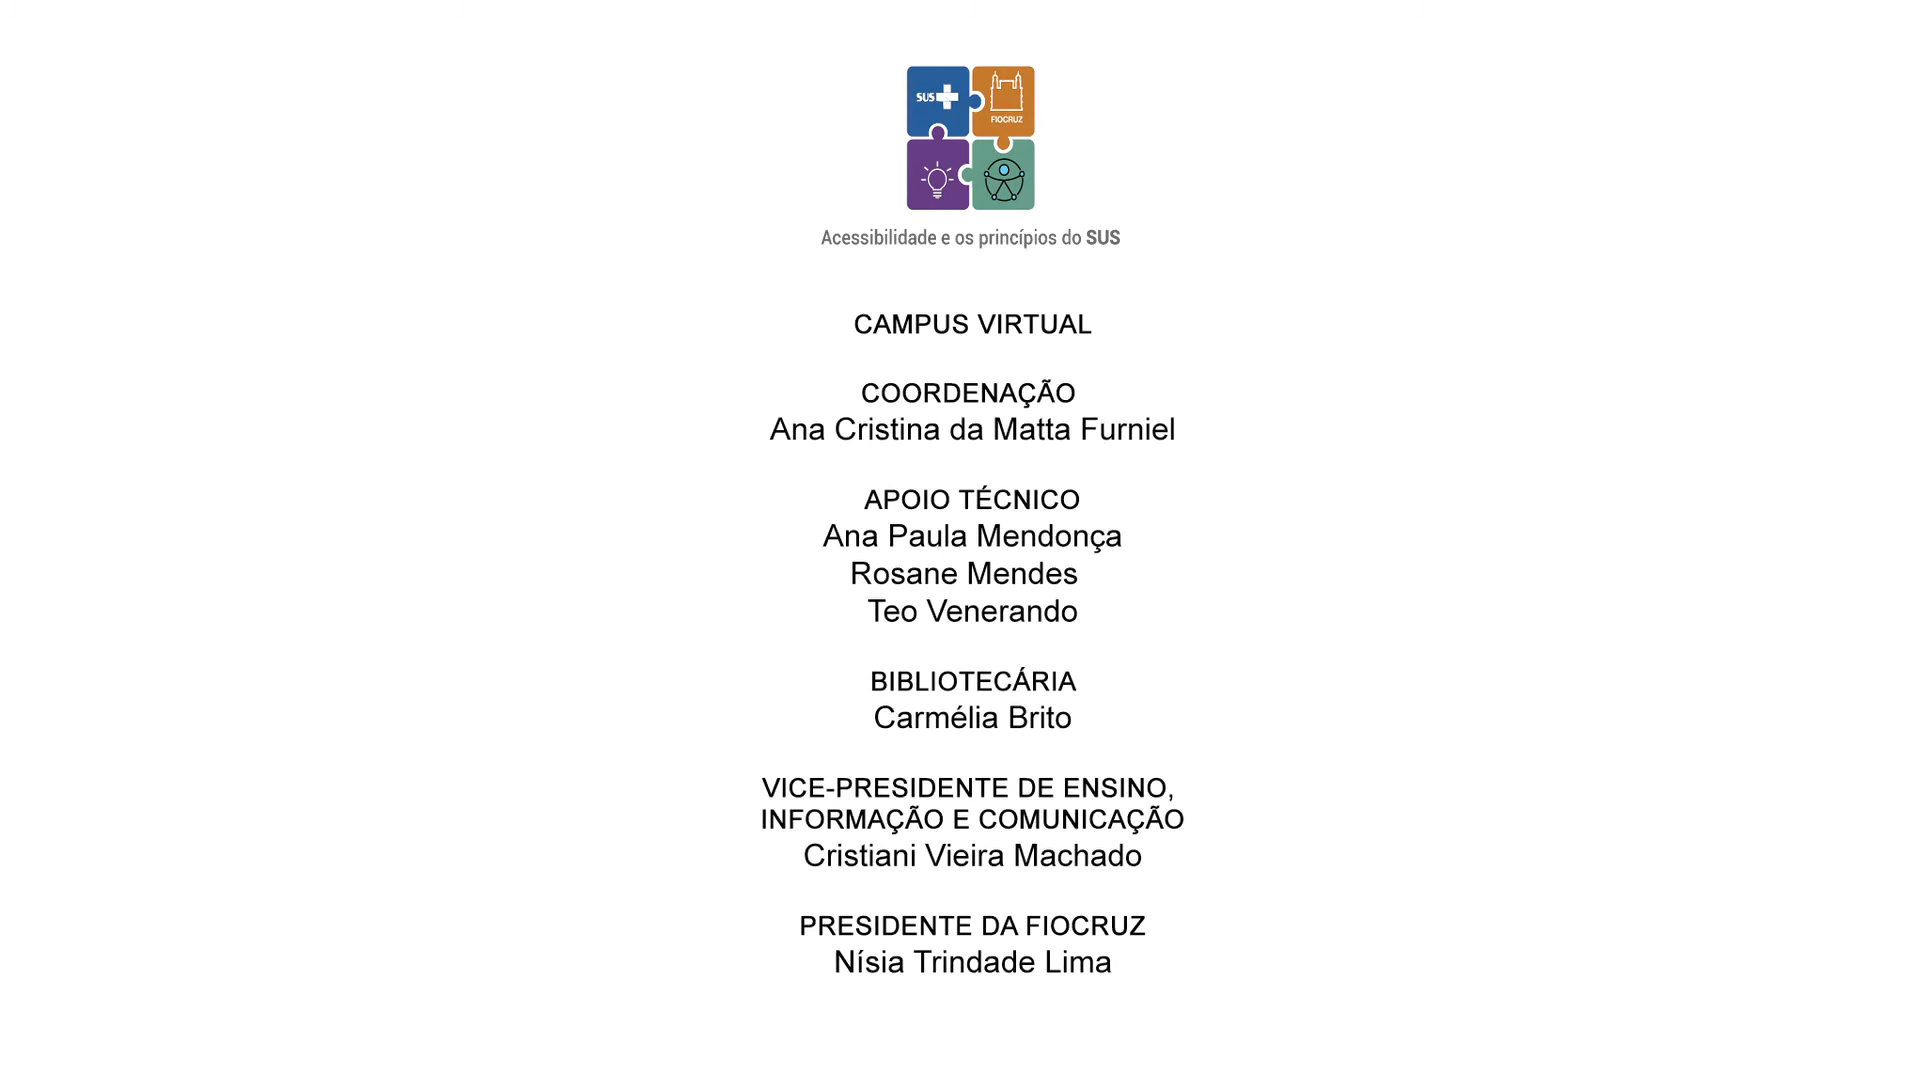 SUS
FIOCRUZ
Acessibilidade e os princípios do SUS
CAMPUS VIRTUAL
COORDENAÇÃO
Ana Cristina da Matta Furniel
APOIO TÉCNICO
Ana Paula Mendonça
Rosane Mendes
Teo Venerando
BIBLIOTECÁRIA
Carmélia Brito
VICE-PRESIDENTE DE ENSINO,
INFORMAÇÃO E COMUNICAÇÃO
Cristiani Vieira Machado
PRESIDENTE DA FIOCRUZ
Nísia Trindade Lima